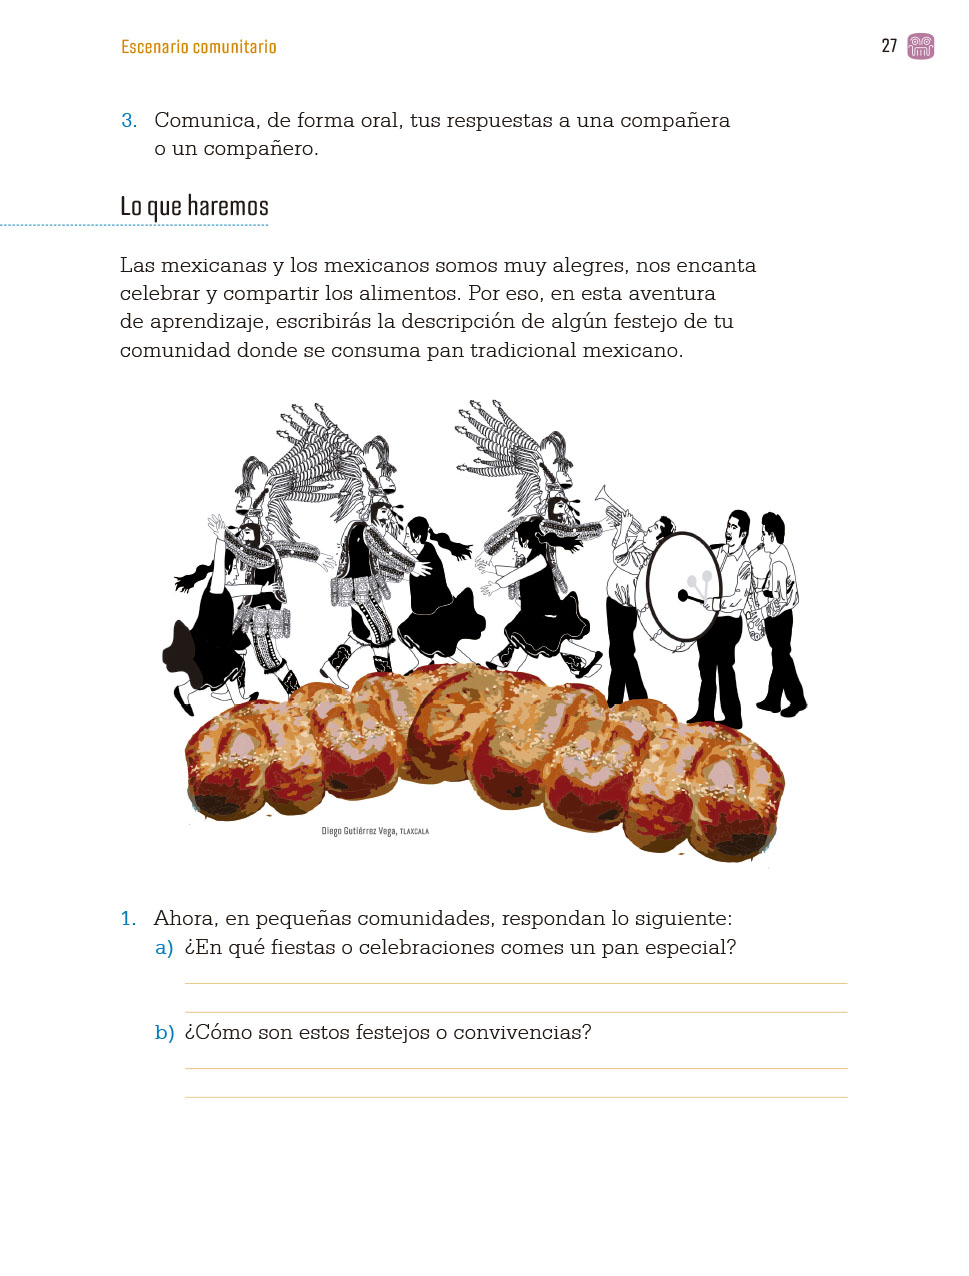 Escenario comunitario
27
3. Comunica, de forma oral, tus respuestas a una compañera
o un compañero.
Lo que haremos
Las mexicanas y los mexicanos somos muy alegres, nos encanta
celebrar y compartir los alimentos. Por eso, en esta aventura
de aprendizaje, escribirás la descripción de algún festejo de tu
comunidad donde se consuma pan tradicional mexicano.
Diego Gutiérrez Vega, TLAXCALA
1. Ahora, en pequeñas comunidades, respondan lo siguiente:
a) ¿En qué fiestas o celebraciones comes un pan especial?
b) ¿Cómo son estos festejos o convivencias?